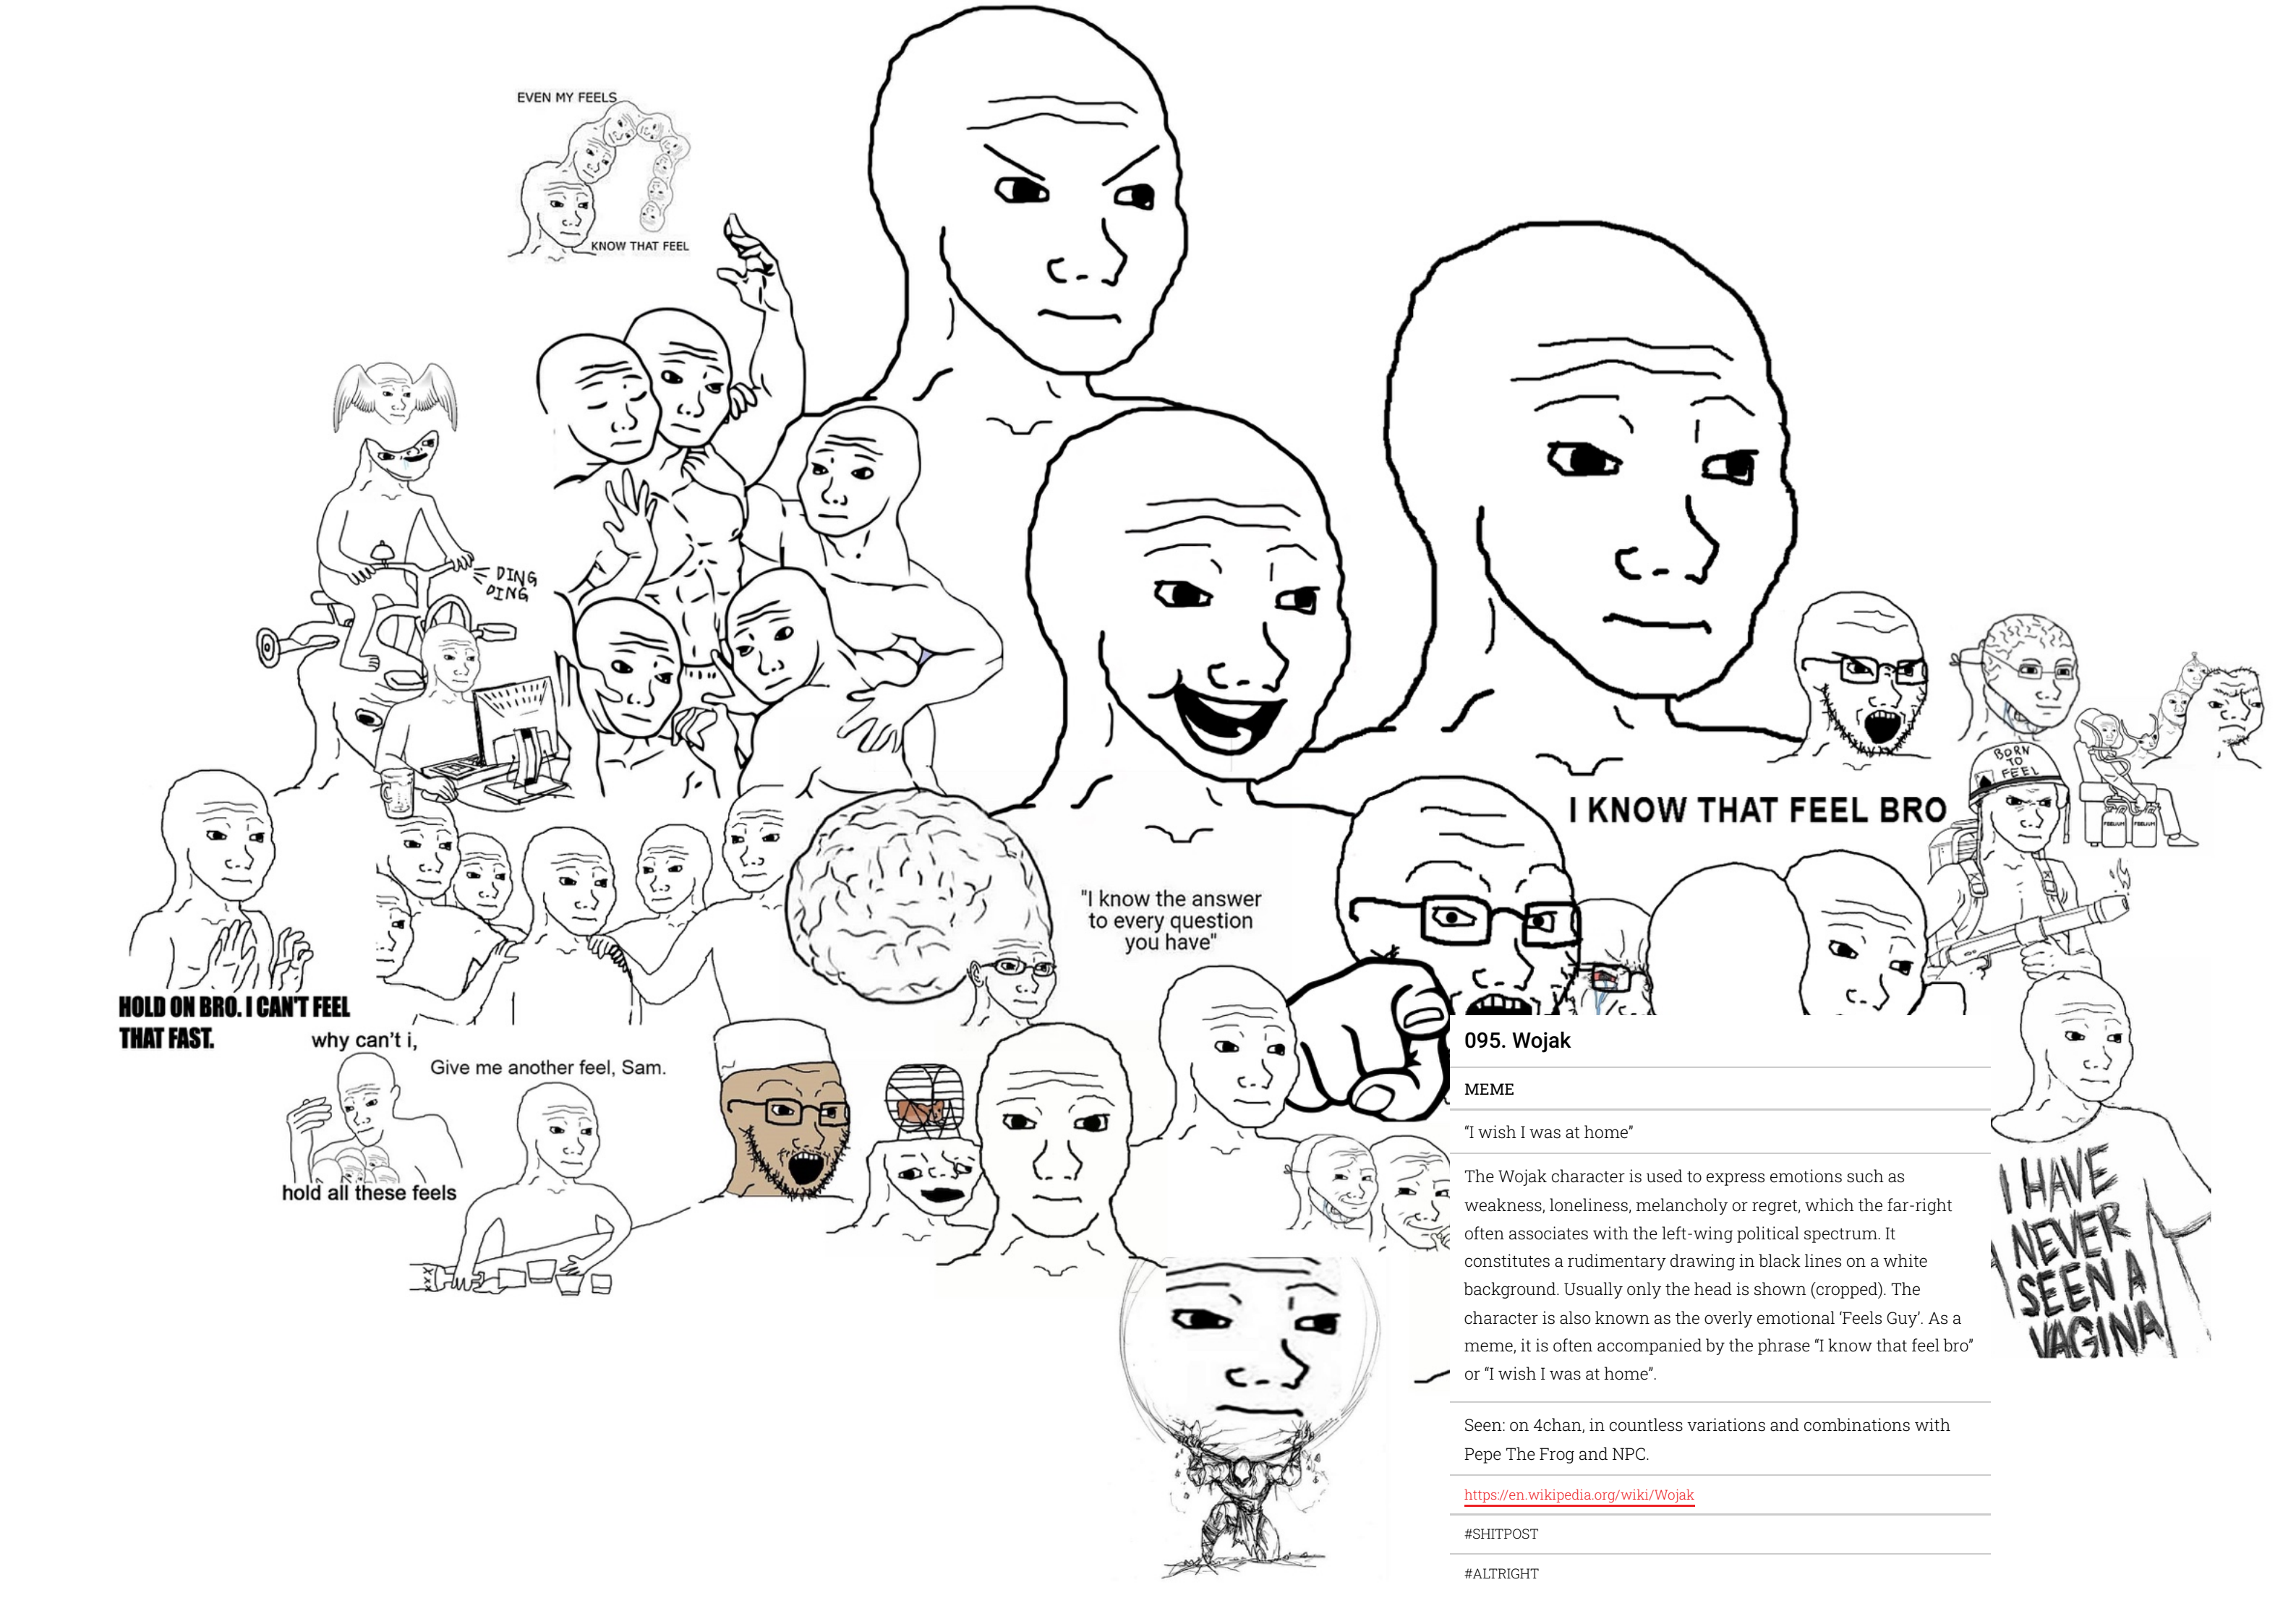 EVEN MY FEELS
KNOW THAT FEEL
DING
DING
BORN
TO
FEEL
FEELIUM FEELIUM
I KNOW THAT FEEL BRO
"I know the answer
to every question
you have"
HOLD ON BRO. I CAN'T FEEL
THAT FAST.
why can't i,
hold all these feels
Give me another feel, Sam.
XXX
I HAVE
NEVER
SEEN A
VAGINA
095. Wojak
MEME
“I wish I was at home”
The Wojak character is used to express emotions such as
weakness, loneliness, melancholy or regret, which the far-right
often associates with the left-wing political spectrum. It
constitutes a rudimentary drawing in black lines on a white
background. Usually only the head is shown (cropped). The
character is also known as the overly emotional ‘Feels Guy’. As a
meme, it is often accompanied by the phrase “I know that feel bro”
or “I wish I was at home”.
Seen: on 4chan, in countless variations and combinations with
Pepe The Frog and NPC.
https://en.wikipedia.org/wiki/Wojak
#SHITPOST
#ALTRIGHT